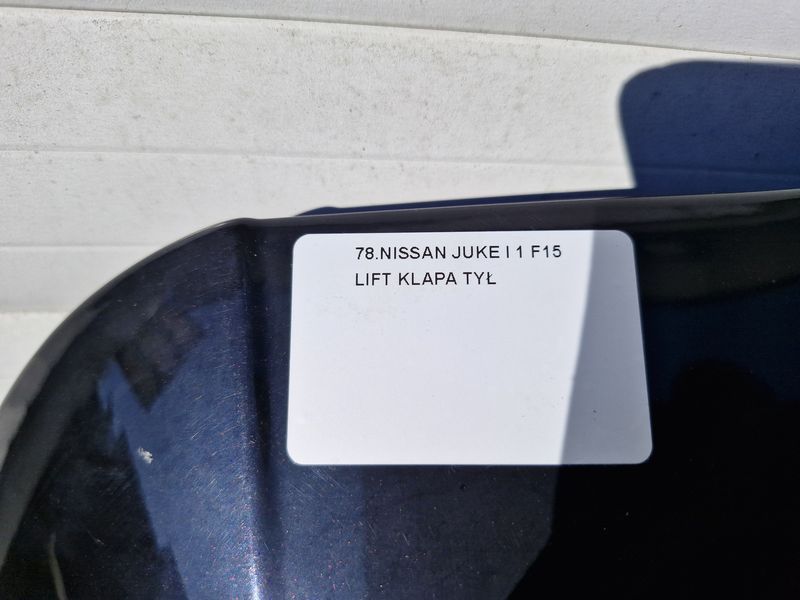 78.NISSAN JUKE I 1 F15
LIFT KLAPA TYŁ